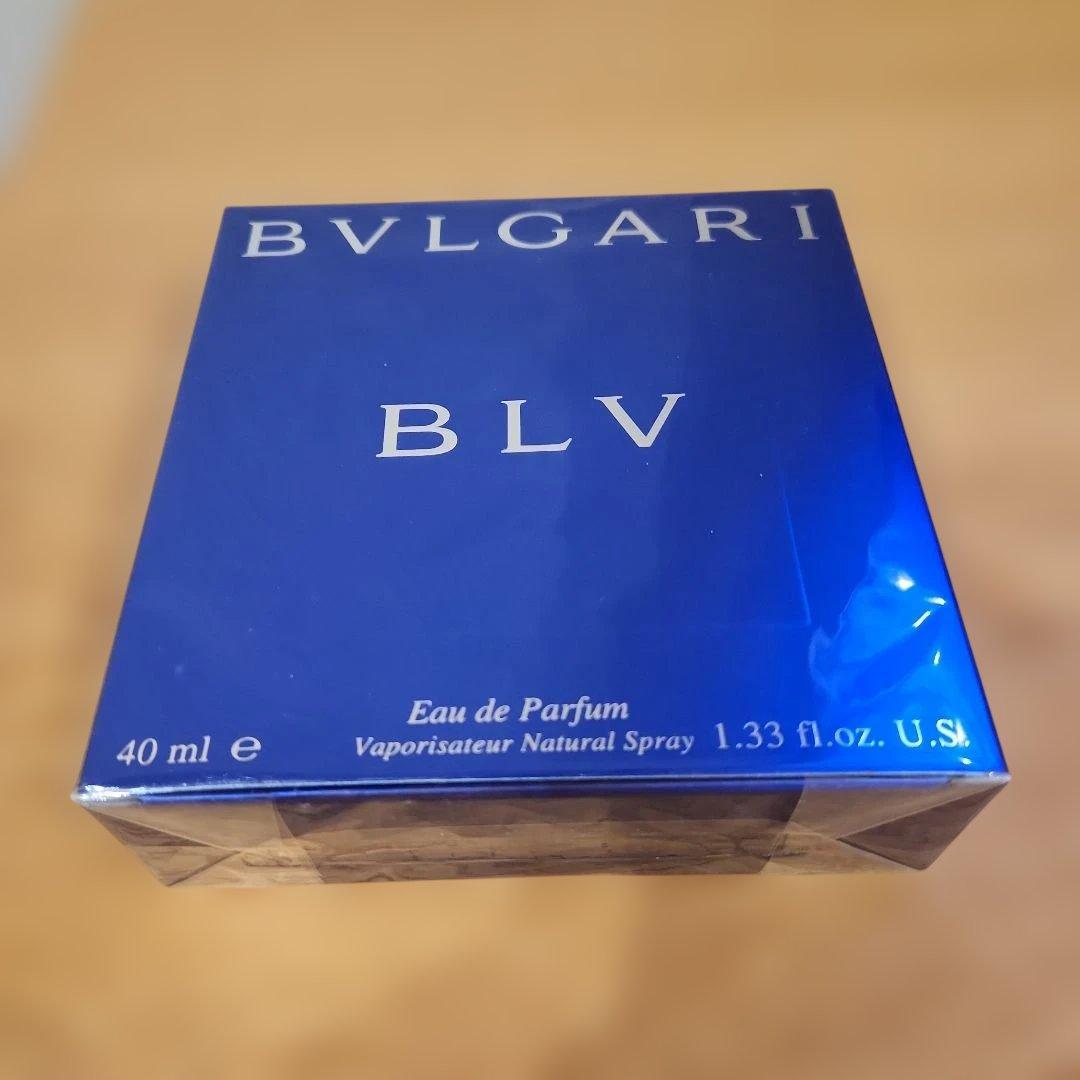 BVLGARI
BLV
Eau de Parfum
40 ml ℮ Vaporisateur Natural Spray 1.33 fl.oz. U.S.